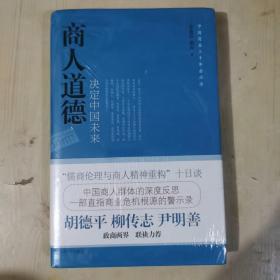 商人道德
决定中国未来
“儒商伦理与商人精神重构”十日谈
中国商人群体的深度反思
一部直指商业危机根源的警示录
胡德平 柳传志 尹明善
政商两界 联袂力荐